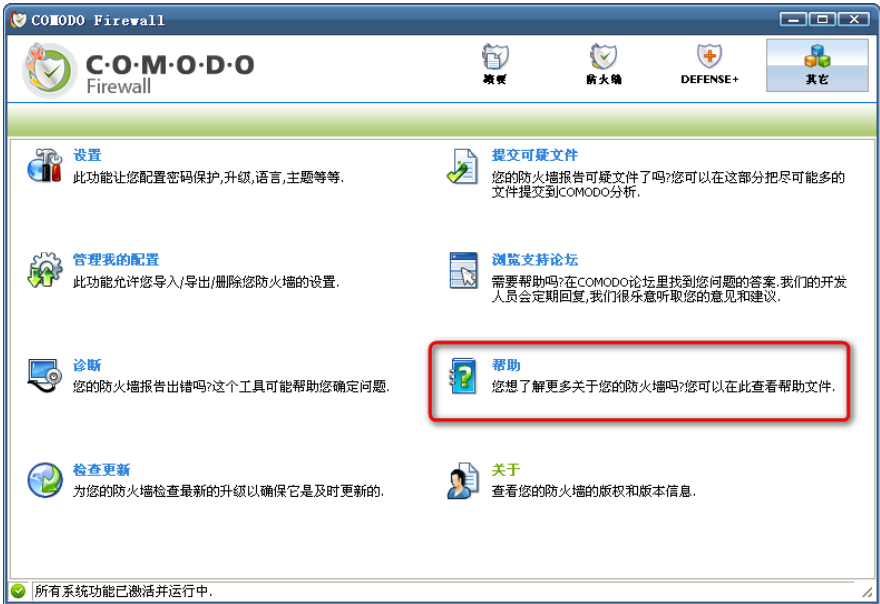 COMODO Firewall
C·O·M·O·D·O
Firewall
摘要
防火墙
DEFENSE+
其它
设置
此功能让您配置密码保护,升级,语言,主题等等.
提交可疑文件
您的防火墙报告可疑文件了吗?您可以在这部分把尽可能多的
文件提交到COMODO分析.
管理我的配置
此功能允许您导入/导出/删除您防火墙的设置.
浏览支持论坛
需要帮助吗?在COMODO论坛里找到您问题的答案.我们的开发
人员会定期回复,我们很乐意听取您的意见和建议.
诊断
您的防火墙报告出错吗?这个工具可能帮助您确定问题.
帮助
您想了解更多关于您的防火墙吗?您可以在此查看帮助文件.
检查更新
为您的防火墙检查最新的升级以确保它是及时更新的.
关于
查看您的防火墙的版权和版本信息.
所有系统功能已激活并运行中.